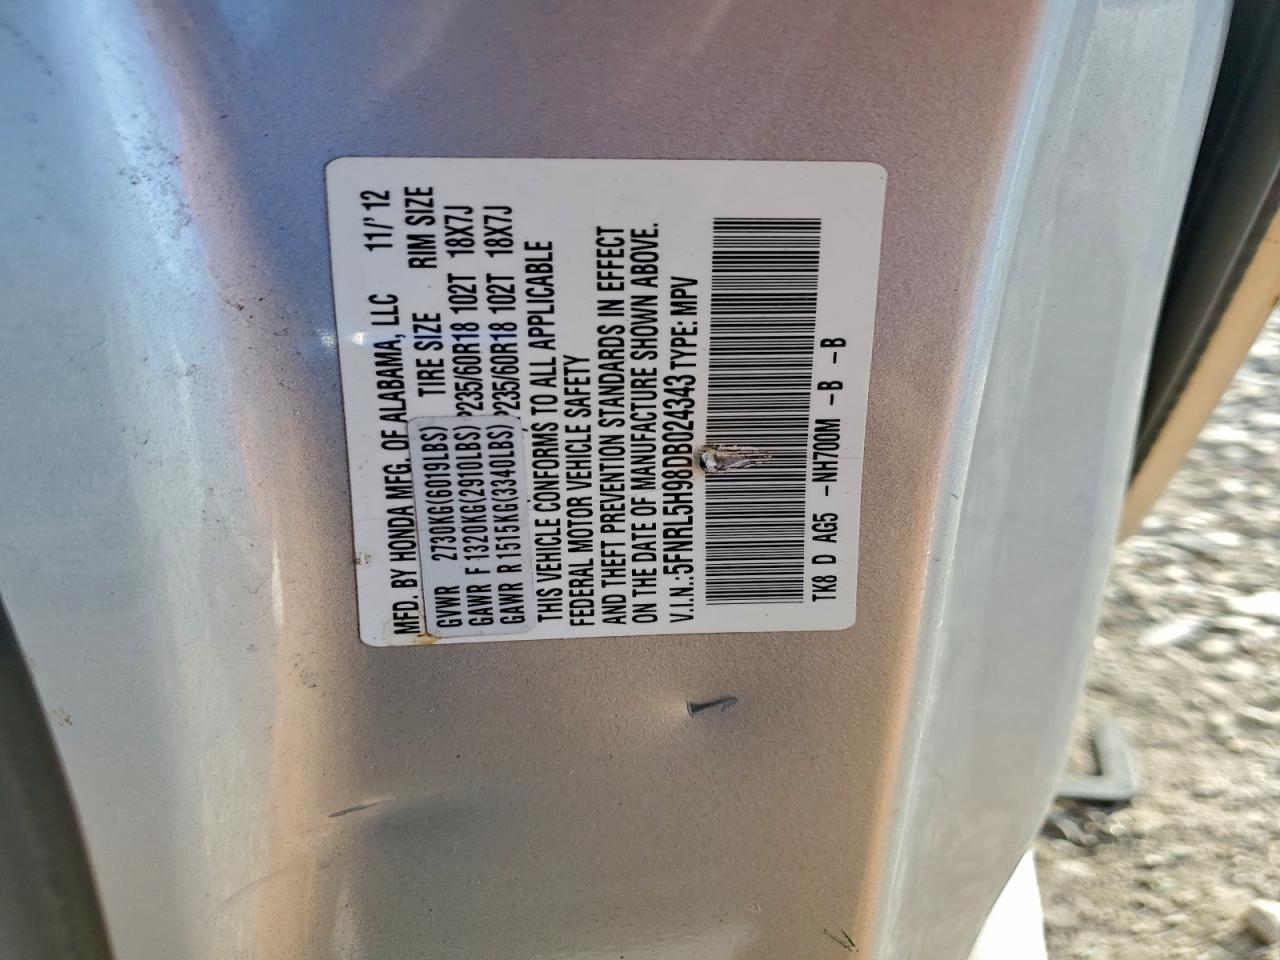 MFD. BY HONDA MFG. OF ALABAMA, LLC 11/' 12
TIRE SIZE RIM SIZE
GVWR 2730KG(6019LBS)
GAWR F 1320KG(2910LBS) P235/60R18 102T 18X7J
GAWR R 1515KG(3340LBS) P235/60R18 102T 18X7J
THIS VEHICLE CONFORMS TO ALL APPLICABLE
FEDERAL MOTOR VEHICLE SAFETY
AND THEFT PREVENTION STANDARDS IN EFFECT
ON THE DATE OF MANUFACTURE SHOWN ABOVE.
V.I.N.:5FNRL5H98DB024343 TYPE: MPV
TK8 D AG5 -NH700M -B -B